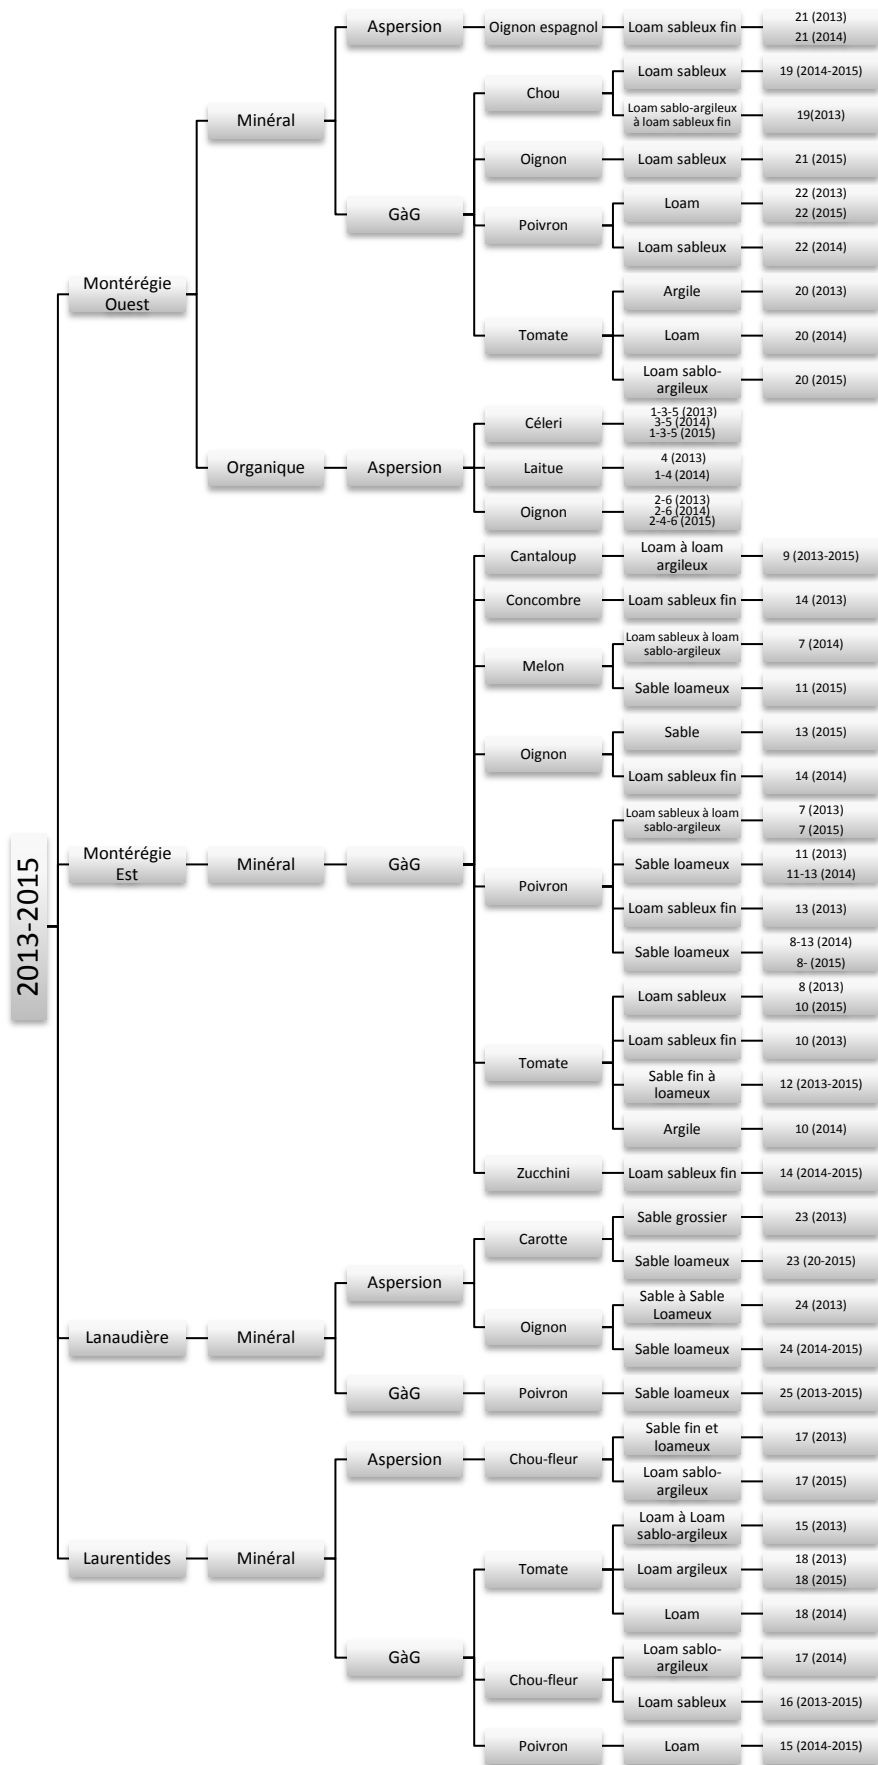 2013-2015
Montérégie
Ouest
Minéral
Aspersion
Oignon espagnol
Loam sableux fin
21 (2013)
21 (2014)
GàG
Chou
Loam sableux
19 (2014-2015)
Loam sablo-argileux
à loam sableux fin
19(2013)
Oignon
Loam sableux
21 (2015)
Poivron
Loam
22 (2013)
22 (2015)
Loam sableux
22 (2014)
Tomate
Argile
20 (2013)
Loam
20 (2014)
Loam sablo-
argileux
20 (2015)
Organique
Aspersion
Céleri
1-3-5 (2013)
3-5 (2014)
1-3-5 (2015)
Laitue
4 (2013)
1-4 (2014)
Oignon
2-6 (2013)
2-6 (2014)
2-4-6 (2015)
Montérégie
Est
Minéral
GàG
Cantaloup
Loam à loam
argileux
9 (2013-2015)
Concombre
Loam sableux fin
14 (2013)
Melon
Loam sableux à loam
sablo-argileux
7 (2014)
Sable loameux
11 (2015)
Oignon
Sable
13 (2015)
Loam sableux fin
14 (2014)
Poivron
Loam sableux à loam
sablo-argileux
7 (2013)
7 (2015)
Sable loameux
11 (2013)
11-13 (2014)
Loam sableux fin
13 (2013)
Sable loameux
8-13 (2014)
8- (2015)
Tomate
Loam sableux
8 (2013)
10 (2015)
Loam sableux fin
10 (2013)
Sable fin à
loameux
12 (2013-2015)
Argile
10 (2014)
Zucchini
Loam sableux fin
14 (2014-2015)
Lanaudière
Minéral
Aspersion
Carotte
Sable grossier
23 (2013)
Sable loameux
23 (20-2015)
Oignon
Sable à Sable
Loameux
24 (2013)
Sable loameux
24 (2014-2015)
GàG
Poivron
Sable loameux
25 (2013-2015)
Laurentides
Minéral
Aspersion
Chou-fleur
Sable fin et
loameux
17 (2013)
Loam sablo-
argileux
17 (2015)
GàG
Tomate
Loam à Loam
sablo-argileux
15 (2013)
Loam argileux
18 (2013)
18 (2015)
Loam
18 (2014)
Chou-fleur
Loam sablo-
argileux
17 (2014)
Loam sableux
16 (2013-2015)
Poivron
Loam
15 (2014-2015)